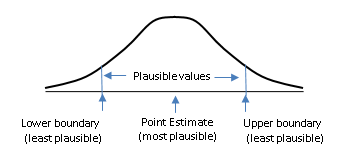 Plausible values
Lower boundary
(least plausible)
Point Estimate
(most plausible)
Upper boundary
(least plausible)